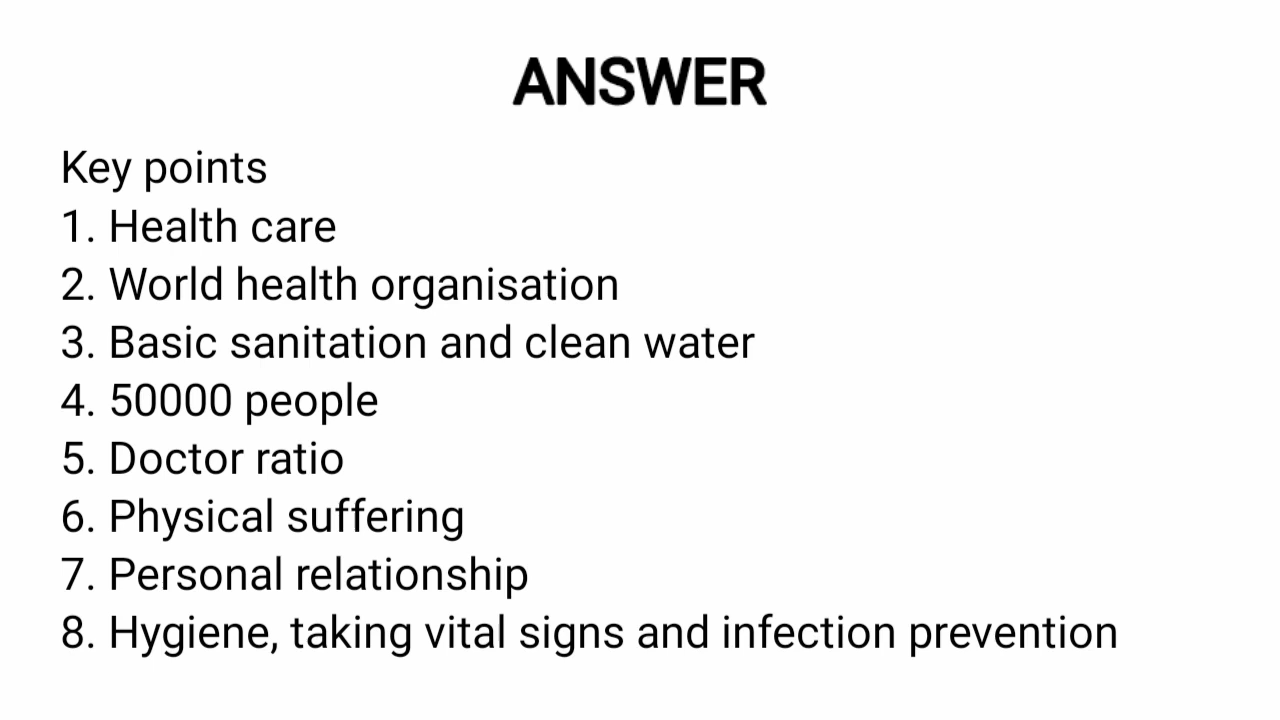 ANSWER
Key points
1. Health care
2. World health organisation
3. Basic sanitation and clean water
4. 50000 people
5. Doctor ratio
6. Physical suffering
7. Personal relationship
8. Hygiene, taking vital signs and infection prevention